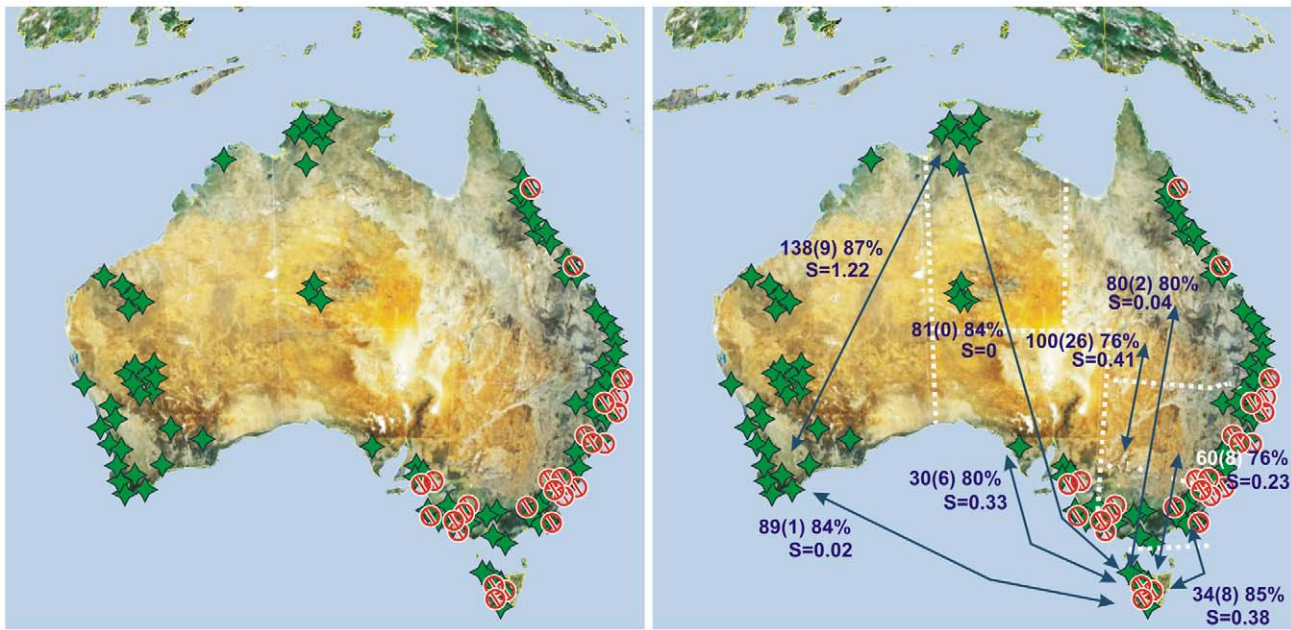 138(9) 87%
S=1.22
80(2) 80%
S=0.04
81(0) 84%
S=0
100(26) 76%
S=0.41
60(8) 76%
S=0.23
30(6) 80%
S=0.33
89(1) 84%
S=0.02
34(8) 85%
S=0.38